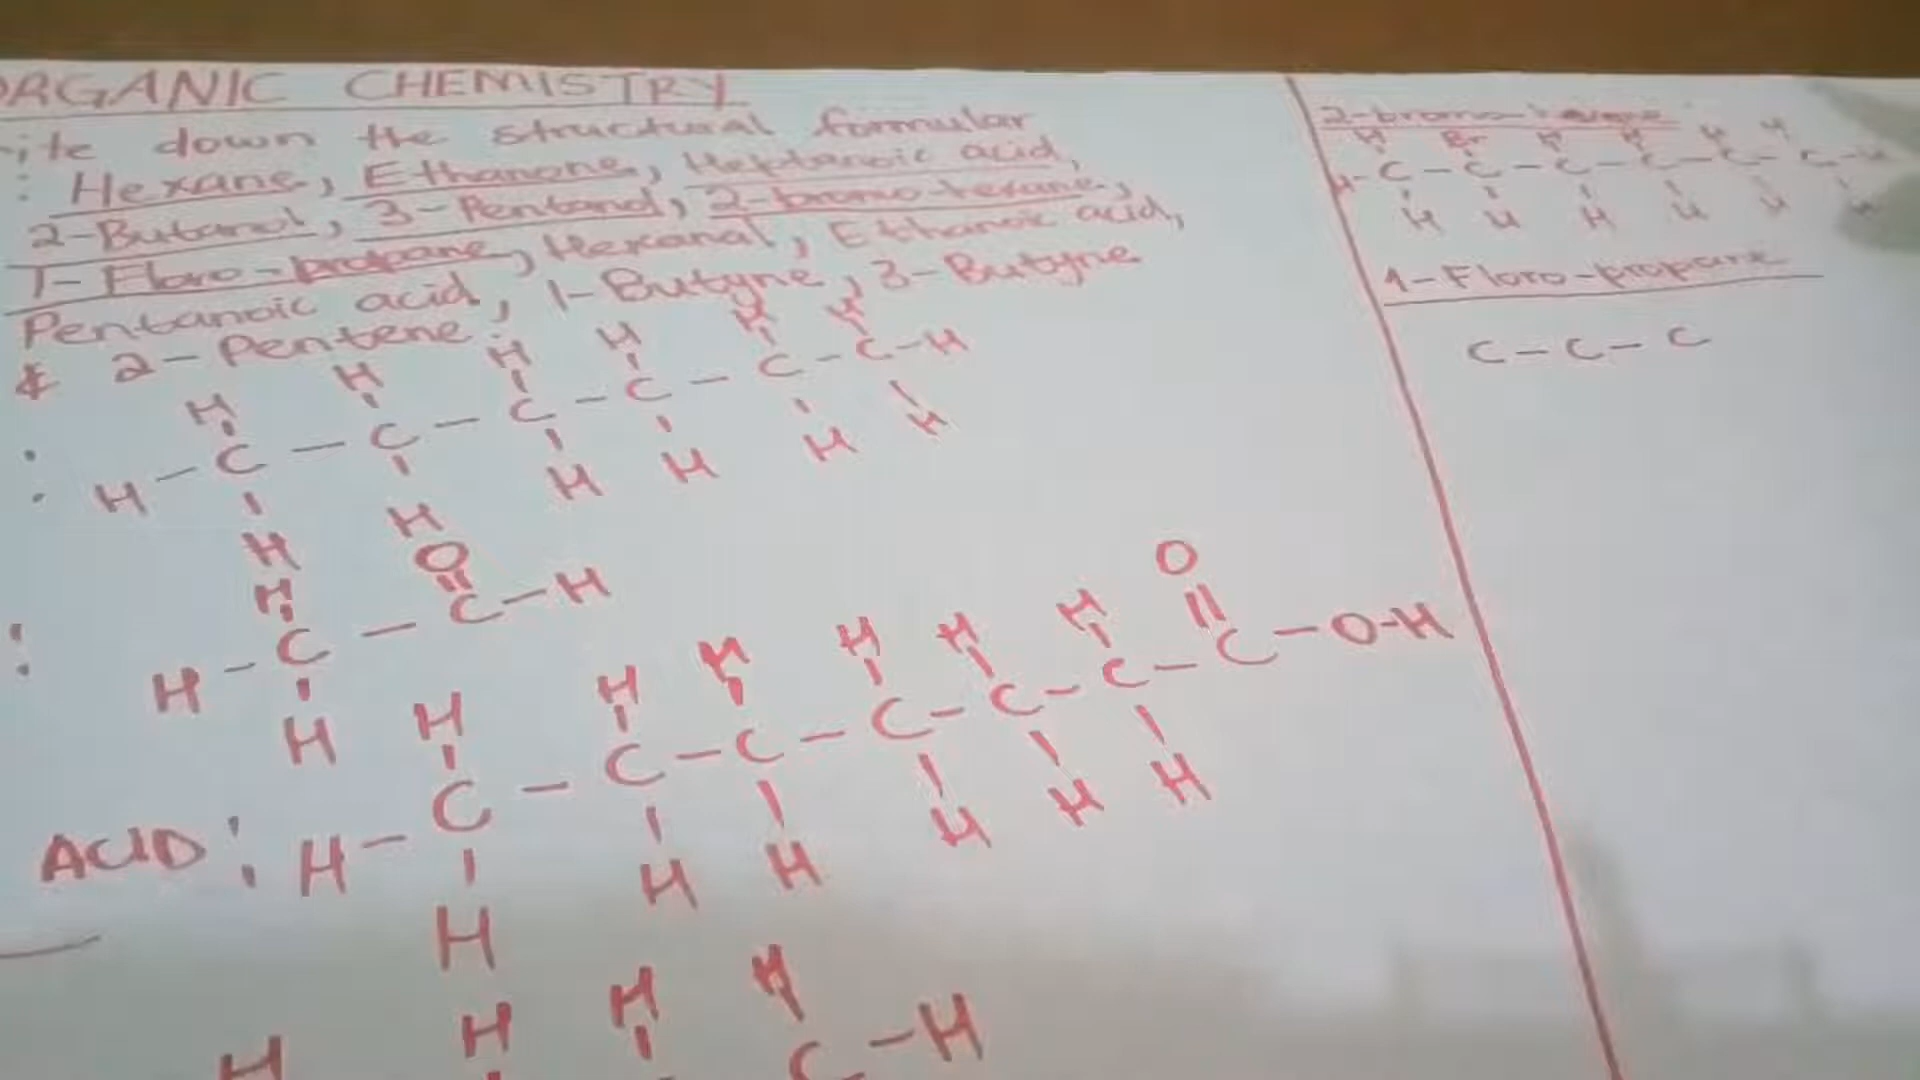 ORGANIC CHEMISTRY
ite down the structural formular
: Hexane, Ethanone, Heptanoic acid,
2-Butanol, 3-Pentanol, 2-bromo-hexane,
1-Floro-propane, Hexanal, Ethanoic acid,
Pentanoic acid, 1-Butyne, 3-Butyne
& 2-Pentene.
H H H H H H
: H-C-C-C-C-C-C-H
H H H H H H
H O
: H-C-C-H
H
H H H H H H O
ACID: H-C-C-C-C-C-C-C-O-H
H H H H H H
H H H H
C-H
2-bromo-hexane
H Br H H H H
H-C-C-C-C-C-C-H
H H H H H H
1-Floro-propane
C-C-C